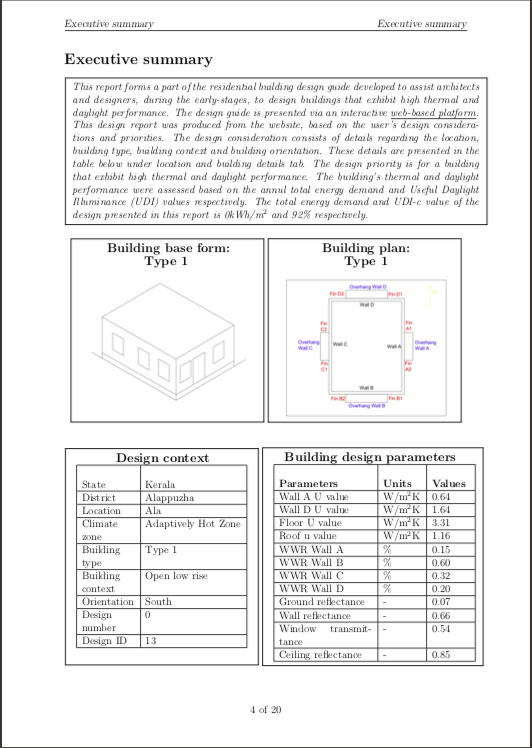 Executive summary Executive summary
Executive summary
This report forms a part of the residential building design guide developed to assist architects
and designers, during the early-stages, to design buildings that exhibit high thermal and
daylight performance. The design guide is presented via an interactive web-based platform.
This design report was produced from the website, based on the user's design considera-
tions and priorities. The design consideration consists of details regarding the location,
building type, building context and building orientation. These details are presented in the
table below under location and building details tab. The design priority is for a building
that exhibit high thermal and daylight performance. The building's thermal and daylight
performance were assessed based on the annul total energy demand and Useful Daylight
Illuminance (UDI) values respectively. The total energy demand and UDI-c value of the
design presented in this report is 0kWh/m² and 92% respectively.
Building base form:
Type 1
Building plan:
Type 1
Overhang Wall D
Fin D2 Fin D1
Wall D
Fin C2
Fin A1
Overhang Wall C
Wall C
Wall A
Overhang Wall A
Fin C1
Fin A2
Wall B
Fin B2 Fin B1
Overhang Wall B
Design context
State Kerala
District Alappuzha
Location Ala
Climate zone Adaptively Hot Zone
Building type Type 1
Building context Open low rise
Orientation South
Design number 0
Design ID 13
Building design parameters
Parameters Units Values
Wall A U value W/m²K 0.64
Wall D U value W/m²K 1.64
Floor U value W/m²K 3.31
Roof u value W/m²K 1.16
WWR Wall A % 0.15
WWR Wall B % 0.60
WWR Wall C % 0.32
WWR Wall D % 0.20
Ground reflectance - 0.07
Wall reflectance - 0.66
Window transmit- - 0.54
tance
Ceiling reflectance - 0.85
4 of 20